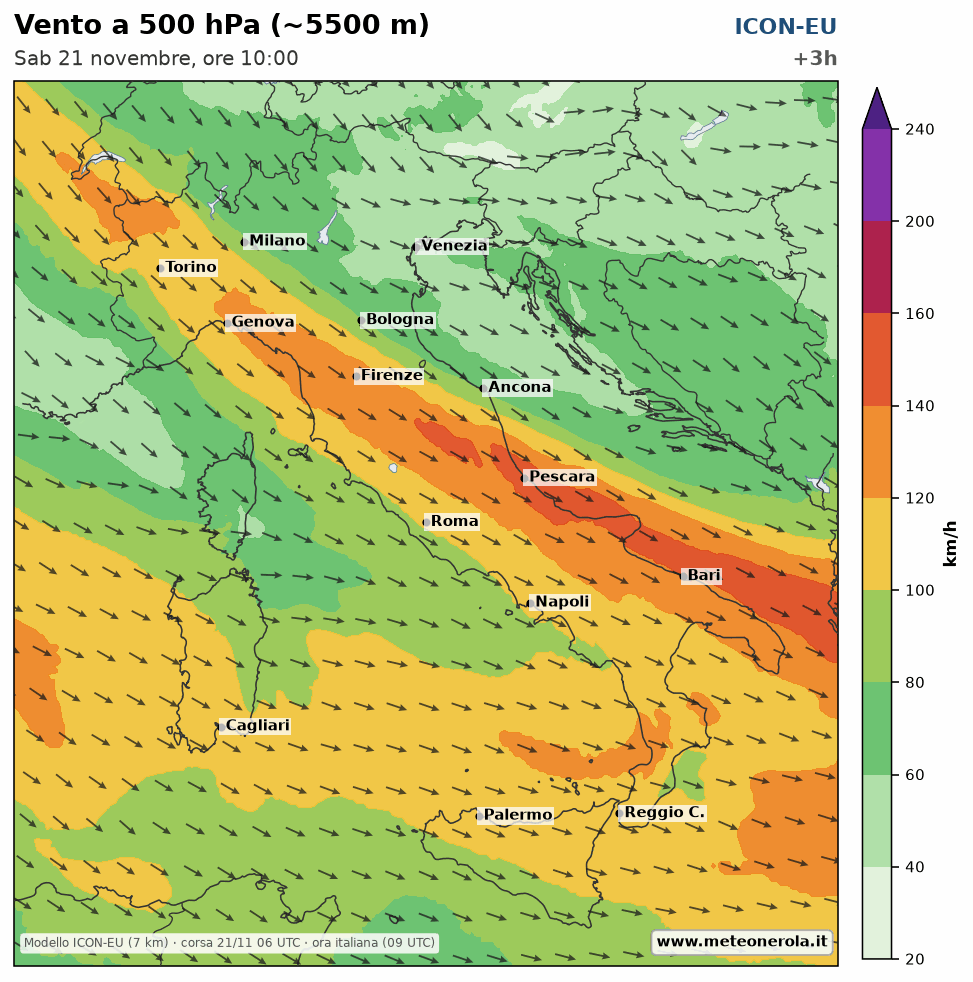 Vento a 500 hPa (~5500 m)
ICON-EU
Sab 21 novembre, ore 10:00
+3h
Milano
Venezia
Torino
Genova
Bologna
Firenze
Ancona
Pescara
Roma
Bari
Napoli
Cagliari
Palermo
Reggio C.
240
200
160
140
120
100
80
60
40
20
km/h
Modello ICON-EU (7 km) · corsa 21/11 06 UTC · ora italiana (09 UTC)
www.meteonerola.it